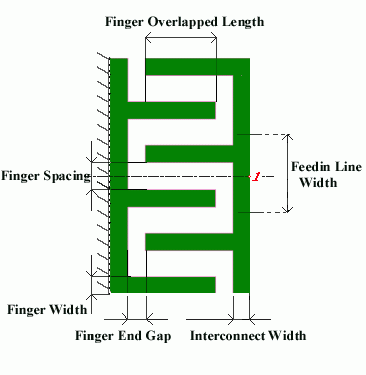 Finger Overlapped Length
Feedin Line
Width
Finger Spacing
1
Finger Width
Finger End Gap
Interconnect Width